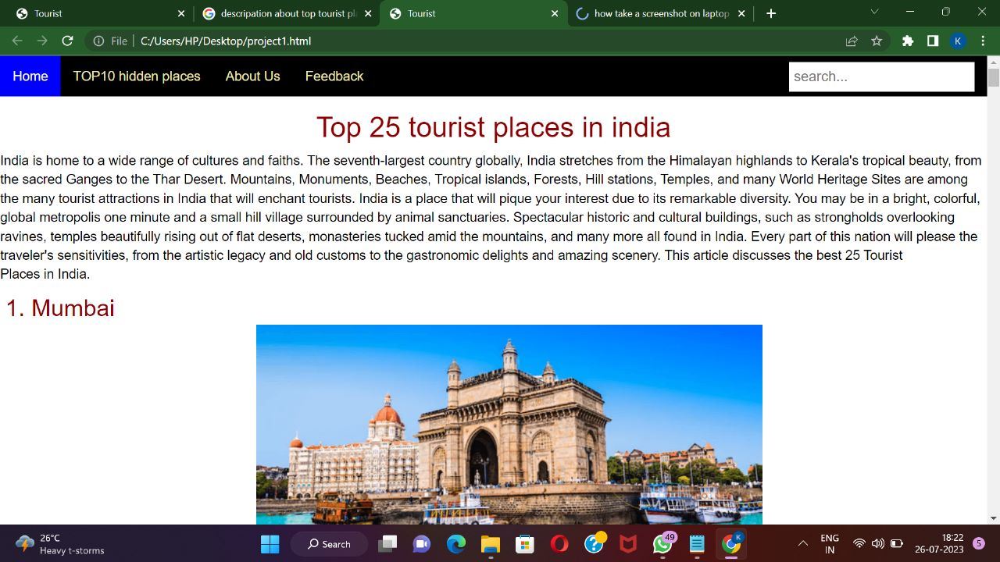 Tourist
descripation about top tourist pl
Tourist
how take a screenshot on laptop
File
C:/Users/HP/Desktop/project1.html
K
Home
TOP10 hidden places
About Us
Feedback
search...
Top 25 tourist places in india
India is home to a wide range of cultures and faiths. The seventh-largest country globally, India stretches from the Himalayan highlands to Kerala's tropical beauty, from
the sacred Ganges to the Thar Desert. Mountains, Monuments, Beaches, Tropical islands, Forests, Hill stations, Temples, and many World Heritage Sites are among
the many tourist attractions in India that will enchant tourists. India is a place that will pique your interest due to its remarkable diversity. You may be in a bright, colorful,
global metropolis one minute and a small hill village surrounded by animal sanctuaries. Spectacular historic and cultural buildings, such as strongholds overlooking
ravines, temples beautifully rising out of flat deserts, monasteries tucked amid the mountains, and many more all found in India. Every part of this nation will please the
traveler's sensitivities, from the artistic legacy and old customs to the gastronomic delights and amazing scenery. This article discusses the best 25 Tourist
Places in India.
1. Mumbai
26°C
Heavy t-storms
Search
49
K
ENG
IN
18:22
26-07-2023
5